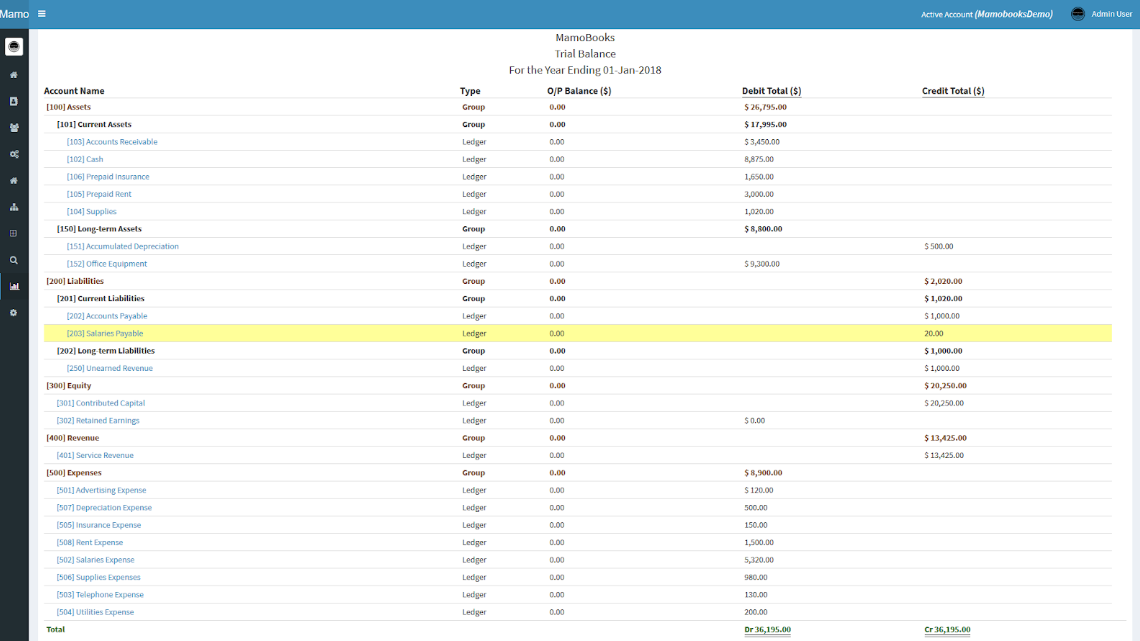 Mamo Active Account (MamobooksDemo) Admin User
MamoBooks
Trial Balance
For the Year Ending 01-Jan-2018
Account Name Type O/P Balance ($) Debit Total ($) Credit Total ($)
[100] Assets Group 0.00 $ 26,795.00
[101] Current Assets Group 0.00 $ 17,995.00
[103] Accounts Receivable Ledger 0.00 $ 3,450.00
[102] Cash Ledger 0.00 8,875.00
[106] Prepaid Insurance Ledger 0.00 1,650.00
[105] Prepaid Rent Ledger 0.00 3,000.00
[104] Supplies Ledger 0.00 1,020.00
[150] Long-term Assets Group 0.00 $ 8,800.00
[151] Accumulated Depreciation Ledger 0.00 $ 500.00
[152] Office Equipment Ledger 0.00 $ 9,300.00
[200] Liabilities Group 0.00 $ 2,020.00
[201] Current Liabilities Group 0.00 $ 1,020.00
[202] Accounts Payable Ledger 0.00 $ 1,000.00
[203] Salaries Payable Ledger 0.00 20.00
[202] Long-term Liabilities Group 0.00 $ 1,000.00
[250] Unearned Revenue Ledger 0.00 $ 1,000.00
[300] Equity Group 0.00 $ 20,250.00
[301] Contributed Capital Ledger 0.00 $ 20,250.00
[302] Retained Earnings Ledger 0.00 $ 0.00
[400] Revenue Group 0.00 $ 13,425.00
[401] Service Revenue Ledger 0.00 $ 13,425.00
[500] Expenses Group 0.00 $ 8,900.00
[501] Advertising Expense Ledger 0.00 $ 120.00
[507] Depreciation Expense Ledger 0.00 500.00
[505] Insurance Expense Ledger 0.00 150.00
[508] Rent Expense Ledger 0.00 1,500.00
[502] Salaries Expense Ledger 0.00 5,320.00
[506] Supplies Expenses Ledger 0.00 980.00
[503] Telephone Expense Ledger 0.00 130.00
[504] Utilities Expense Ledger 0.00 200.00
Total Dr 36,195.00 Cr 36,195.00